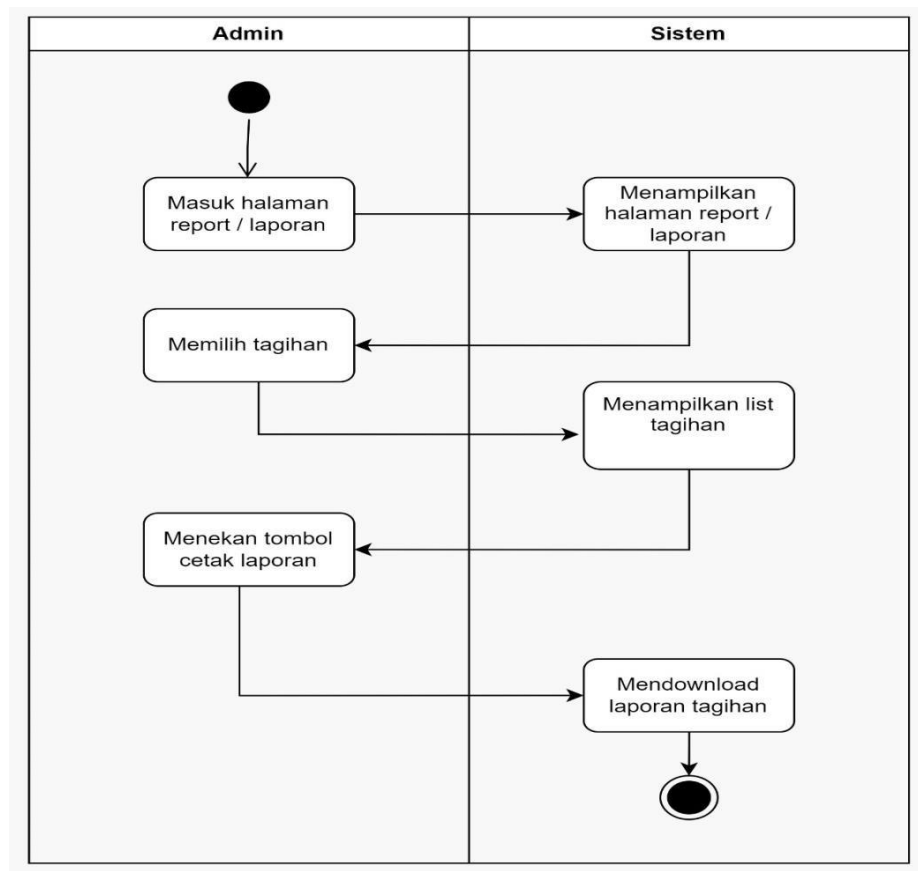 Admin
Sistem
Masuk halaman
report / laporan
Menampilkan
halaman report /
laporan
Memilih tagihan
Menampilkan list
tagihan
Menekan tombol
cetak laporan
Mendownload
laporan tagihan